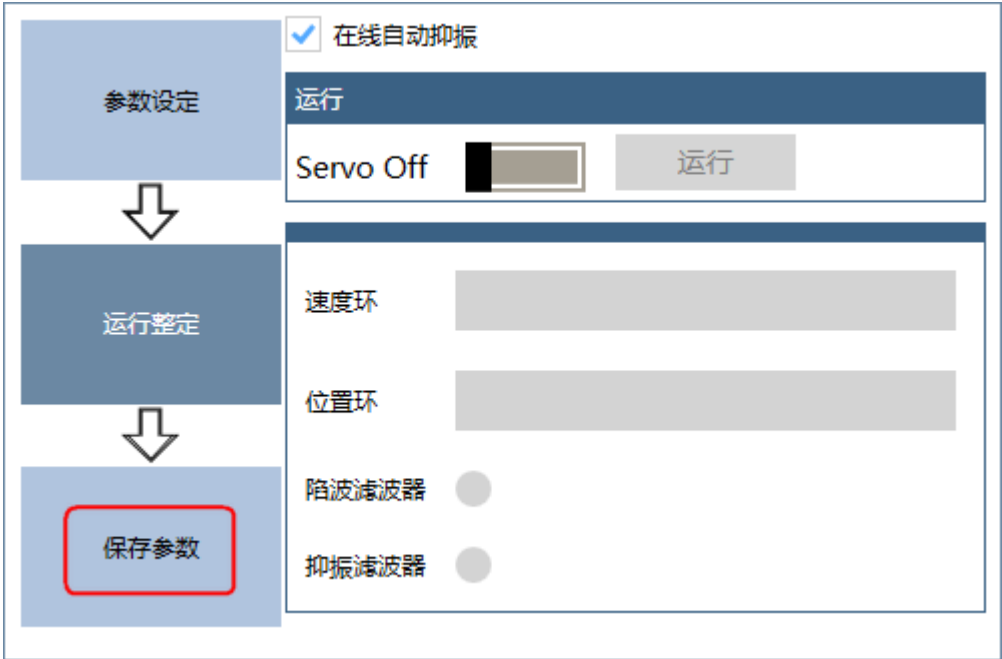 在线自动抑振
参数设定
运行
Servo Off
运行
运行整定
速度环
位置环
陷波滤波器
保存参数
抑振滤波器